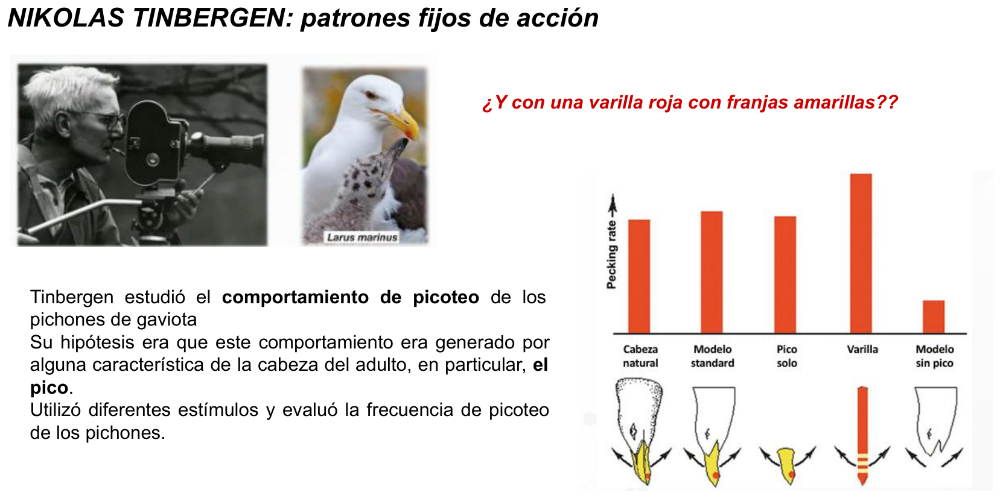 NIKOLAS TINBERGEN: patrones fijos de acción
¿Y con una varilla roja con franjas amarillas??
Larus marinus
Tinbergen estudió el comportamiento de picoteo de los
pichones de gaviota
Su hipótesis era que este comportamiento era generado por
alguna característica de la cabeza del adulto, en particular, el
pico.
Utilizó diferentes estímulos y evaluó la frecuencia de picoteo
de los pichones.
Pecking rate
Cabeza
natural
Modelo
standard
Pico
solo
Varilla
Modelo
sin pico